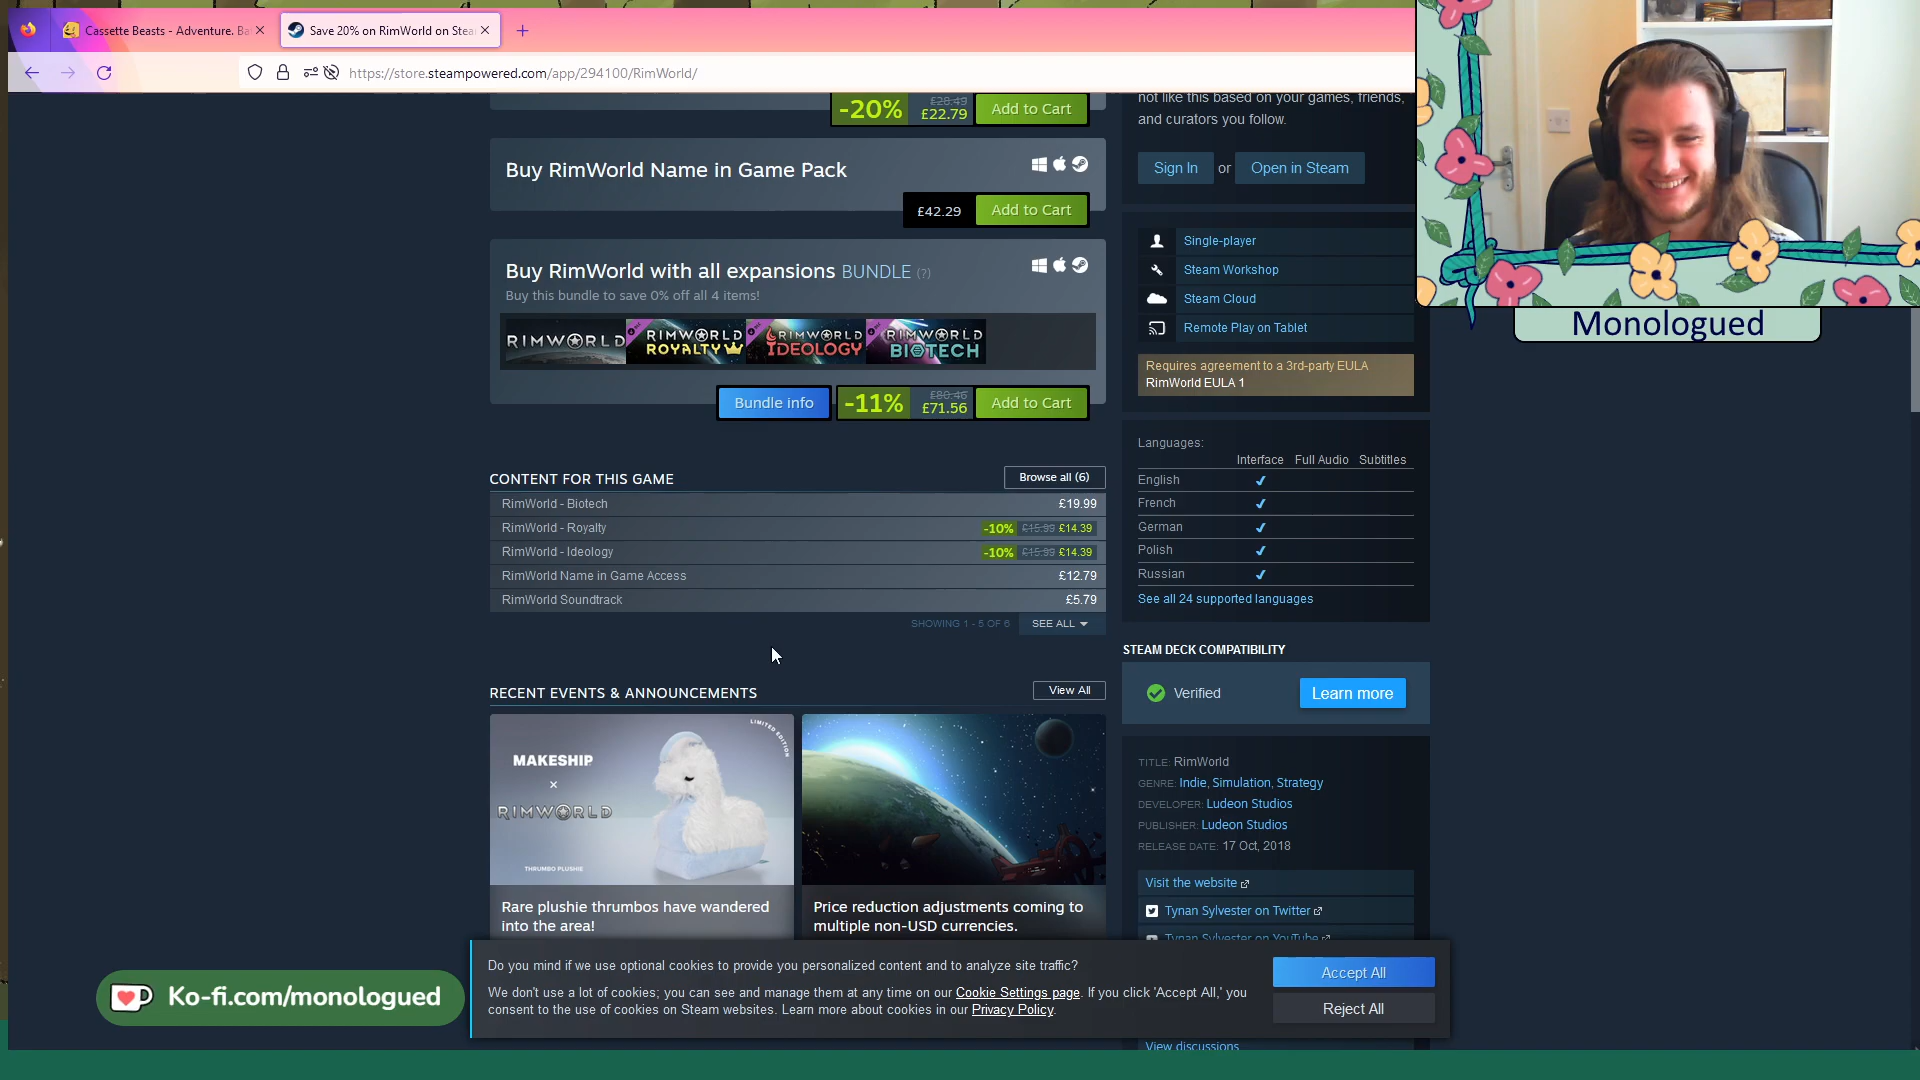 Cassette Beasts - Adventure. Ba
Save 20% on RimWorld on Stea
https://store.steampowered.com/app/294100/RimWorld/
-20%
£28.49
£22.79
Add to Cart
Buy RimWorld Name in Game Pack
£42.29
Add to Cart
Buy RimWorld with all expansions BUNDLE (?)
Buy this bundle to save 0% off all 4 items!
RIMWORLD
RIMWORLD
ROYALTY
RIMWORLD
IDEOLOGY
RIMWORLD
BIOTECH
Bundle info
-11%
£80.46
£71.56
Add to Cart
CONTENT FOR THIS GAME
Browse all (6)
RimWorld - Biotech £19.99
RimWorld - Royalty -10% £15.99 £14.39
RimWorld - Ideology -10% £15.99 £14.39
RimWorld Name in Game Access £12.79
RimWorld Soundtrack £5.79
SHOWING 1 - 5 OF 6
SEE ALL
RECENT EVENTS & ANNOUNCEMENTS
View All
LIMITED EDITION
MAKESHIP
×
RIMWORLD
THRUMBO PLUSHIE
Rare plushie thrumbos have wandered
into the area!
Price reduction adjustments coming to
multiple non-USD currencies.
not like this based on your games, friends,
and curators you follow.
Sign In or Open in Steam
Single-player
Steam Workshop
Steam Cloud
Remote Play on Tablet
Requires agreement to a 3rd-party EULA
RimWorld EULA 1
Languages:
Interface Full Audio Subtitles
English ✔
French ✔
German ✔
Polish ✔
Russian ✔
See all 24 supported languages
STEAM DECK COMPATIBILITY
Verified
Learn more
TITLE: RimWorld
GENRE: Indie, Simulation, Strategy
DEVELOPER: Ludeon Studios
PUBLISHER: Ludeon Studios
RELEASE DATE: 17 Oct, 2018
Visit the website
Tynan Sylvester on Twitter
Tynan Sylvester on YouTube
View discussions
Do you mind if we use optional cookies to provide you personalized content and to analyze site traffic?
We don't use a lot of cookies; you can see and manage them at any time on our Cookie Settings page. If you click 'Accept All,' you
consent to the use of cookies on Steam websites. Learn more about cookies in our Privacy Policy.
Accept All
Reject All
Ko-fi.com/monologued
Monologued